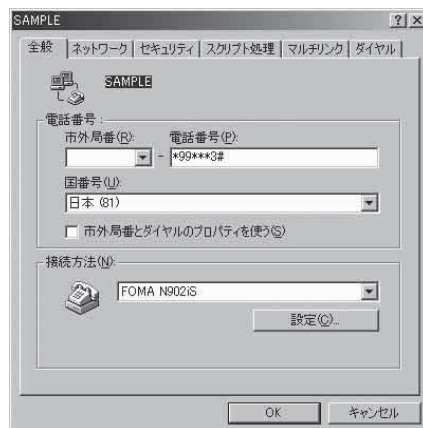 SAMPLE
全般 ネットワーク セキュリティ スクリプト処理 マルチリンク ダイヤル
SAMPLE
電話番号:
市外局番(R): 電話番号(P):
- *99***3#
国番号(U):
日本 (81)
市外局番とダイヤルのプロパティを使う(S)
接続方法(N):
FOMA N902iS
設定(C)...
OK キャンセル